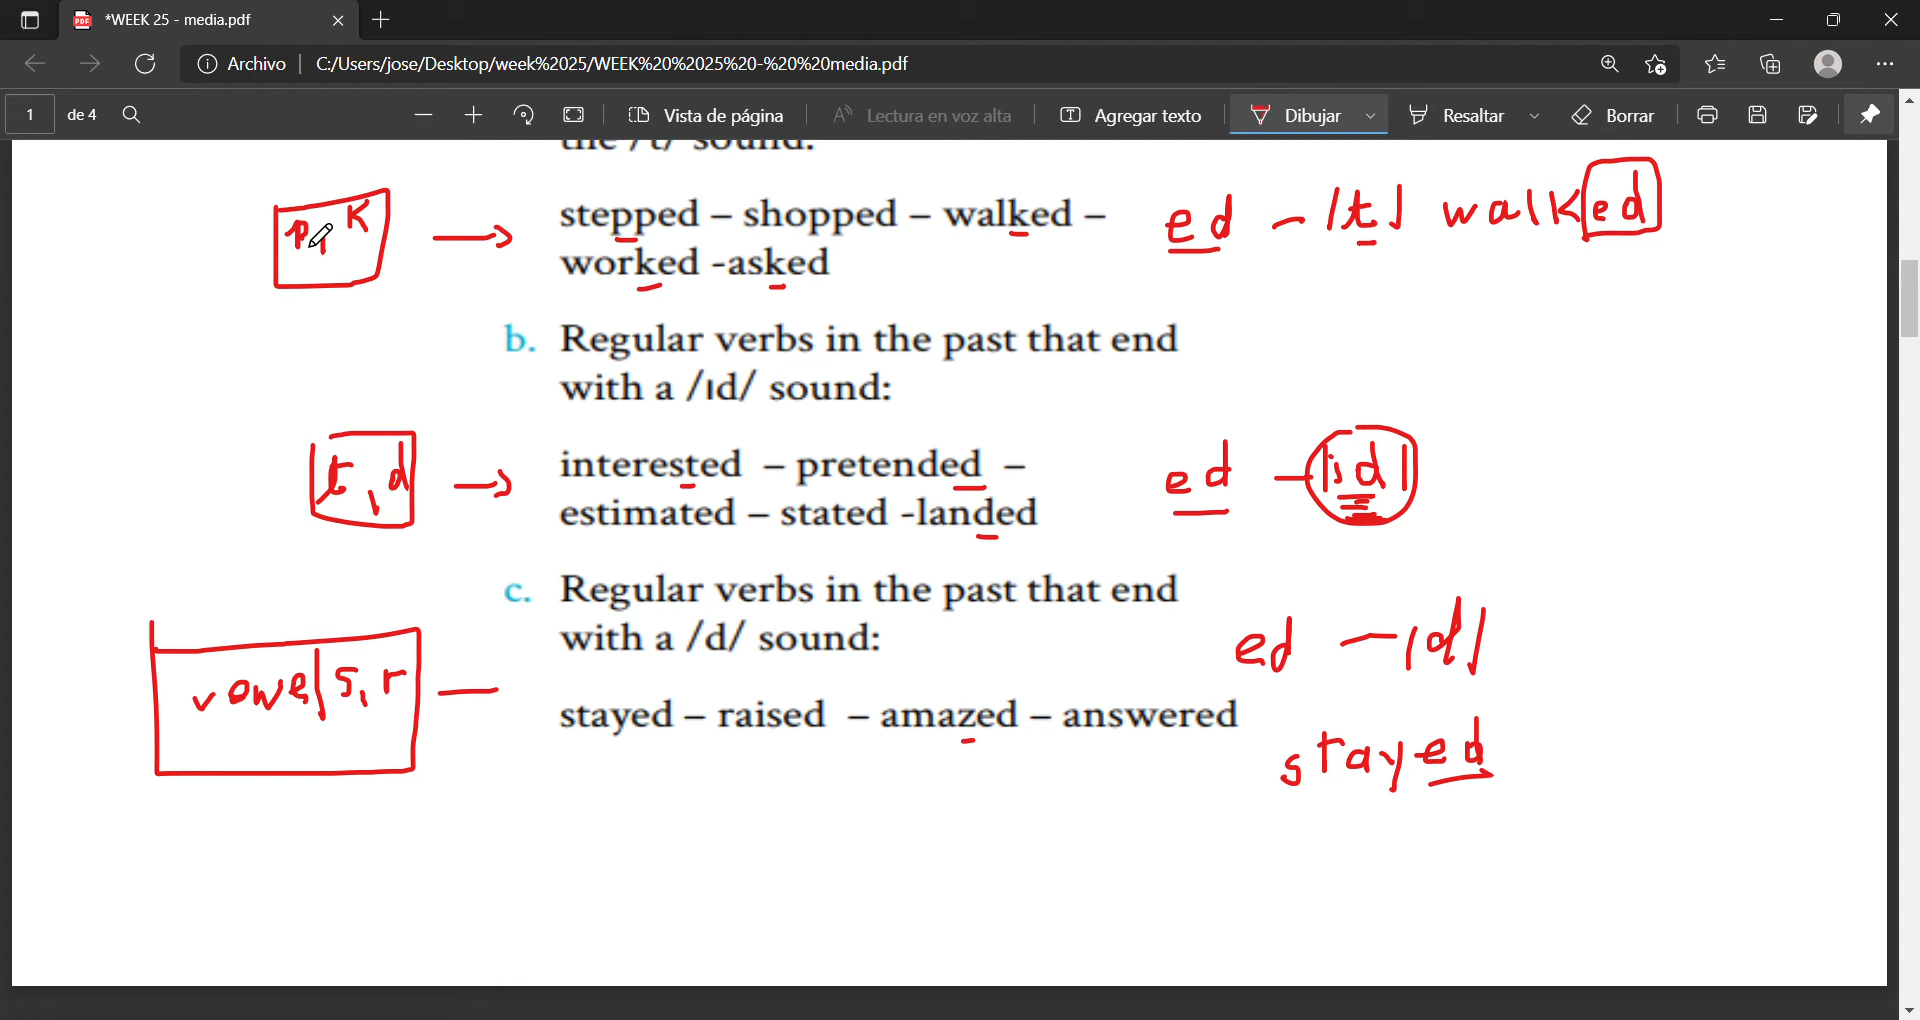 *WEEK 25 - media.pdf
Archivo | C:/Users/jose/Desktop/week%2025/WEEK%20%2025%20-%20%20media.pdf
1 de 4 Vista de página Lectura en voz alta Agregar texto Dibujar Resaltar Borrar
the /t/ sound:
p, K
stepped – shopped – walked –
worked -asked
ed - /t/ walked
b. Regular verbs in the past that end
with a /ɪd/ sound:
t, d
interested – pretended –
estimated – stated -landed
ed - /id/
c. Regular verbs in the past that end
with a /d/ sound:
ed - /d/
vowels, r
stayed – raised – amazed – answered
stayed